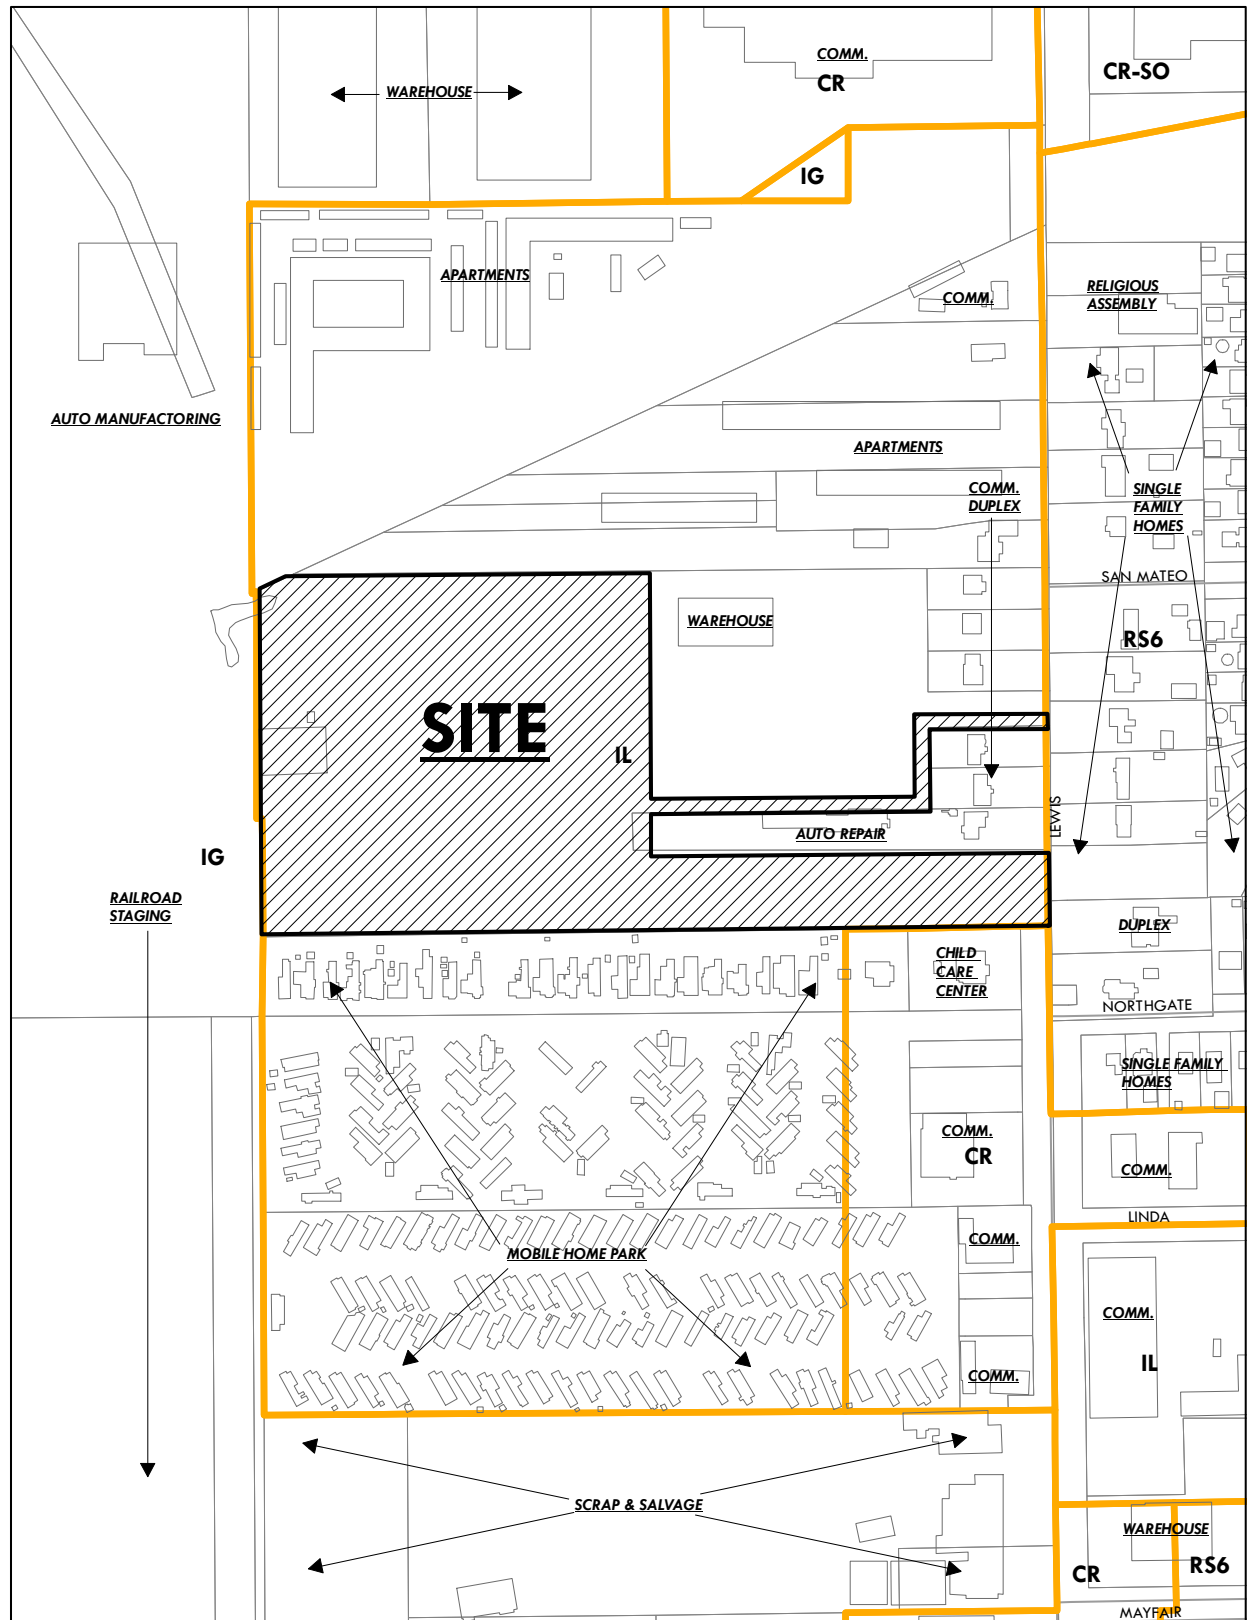 COMM.
CR
CR-SO
WAREHOUSE
IG
APARTMENTS
COMM.
RELIGIOUS
ASSEMBLY
AUTO MANUFACTORING
APARTMENTS
COMM.
DUPLEX
SINGLE
FAMILY
HOMES
SAN MATEO
WAREHOUSE
RS6
SITE
IL
LEWIS
AUTO REPAIR
IG
RAILROAD
STAGING
DUPLEX
CHILD
CARE
CENTER
NORTHGATE
SINGLE FAMILY
HOMES
COMM.
CR
COMM.
LINDA
COMM.
MOBILE HOME PARK
COMM.
IL
COMM.
SCRAP & SALVAGE
WAREHOUSE
CR
RS6
MAYFAIR